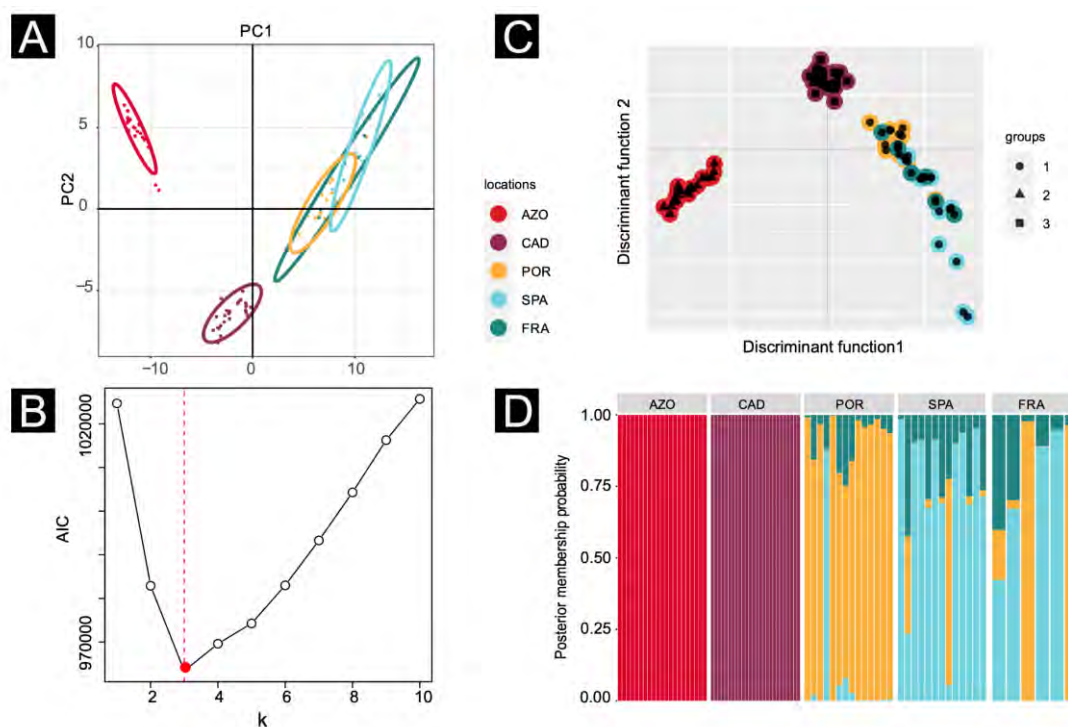 A
PC1
PC2
10
5
0
−5
−10
0
10
locations
AZO
CAD
POR
SPA
FRA
C
Discriminant function 2
Discriminant function1
groups
1
2
3
B
AIC
1020000
970000
2
4
6
8
10
k
D
AZO
CAD
POR
SPA
FRA
Posterior membership probability
1.00
0.75
0.50
0.25
0.00